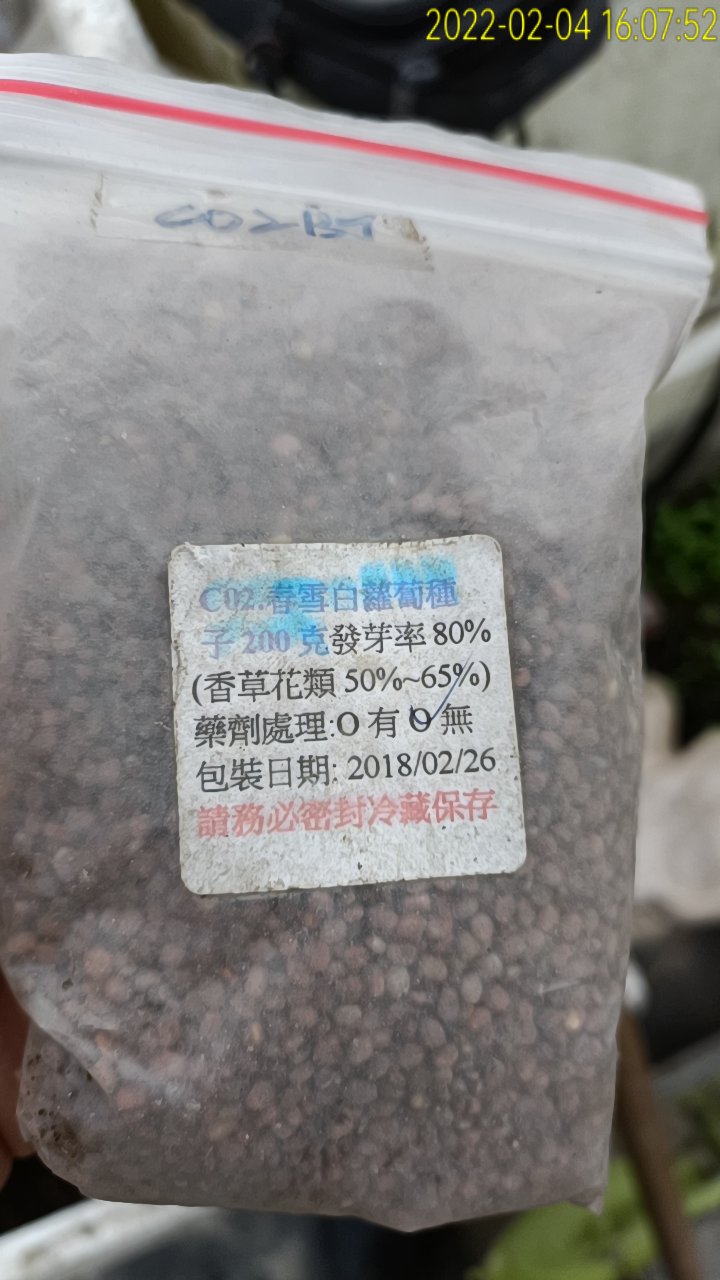 2022-02-04 16:07:52
C02.春雪白蘿蔔種
子 200 克發芽率 80%
(香草花類 50%~65%)
藥劑處理:O 有 O 無
包裝日期: 2018/02/26
請務必密封冷藏保存